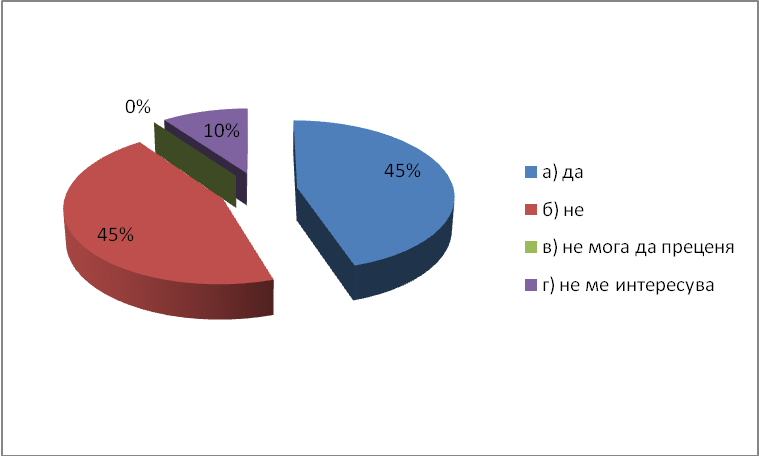 0%
10%
45%
45%
а) да
б) не
в) не мога да преценя
г) не ме интересува